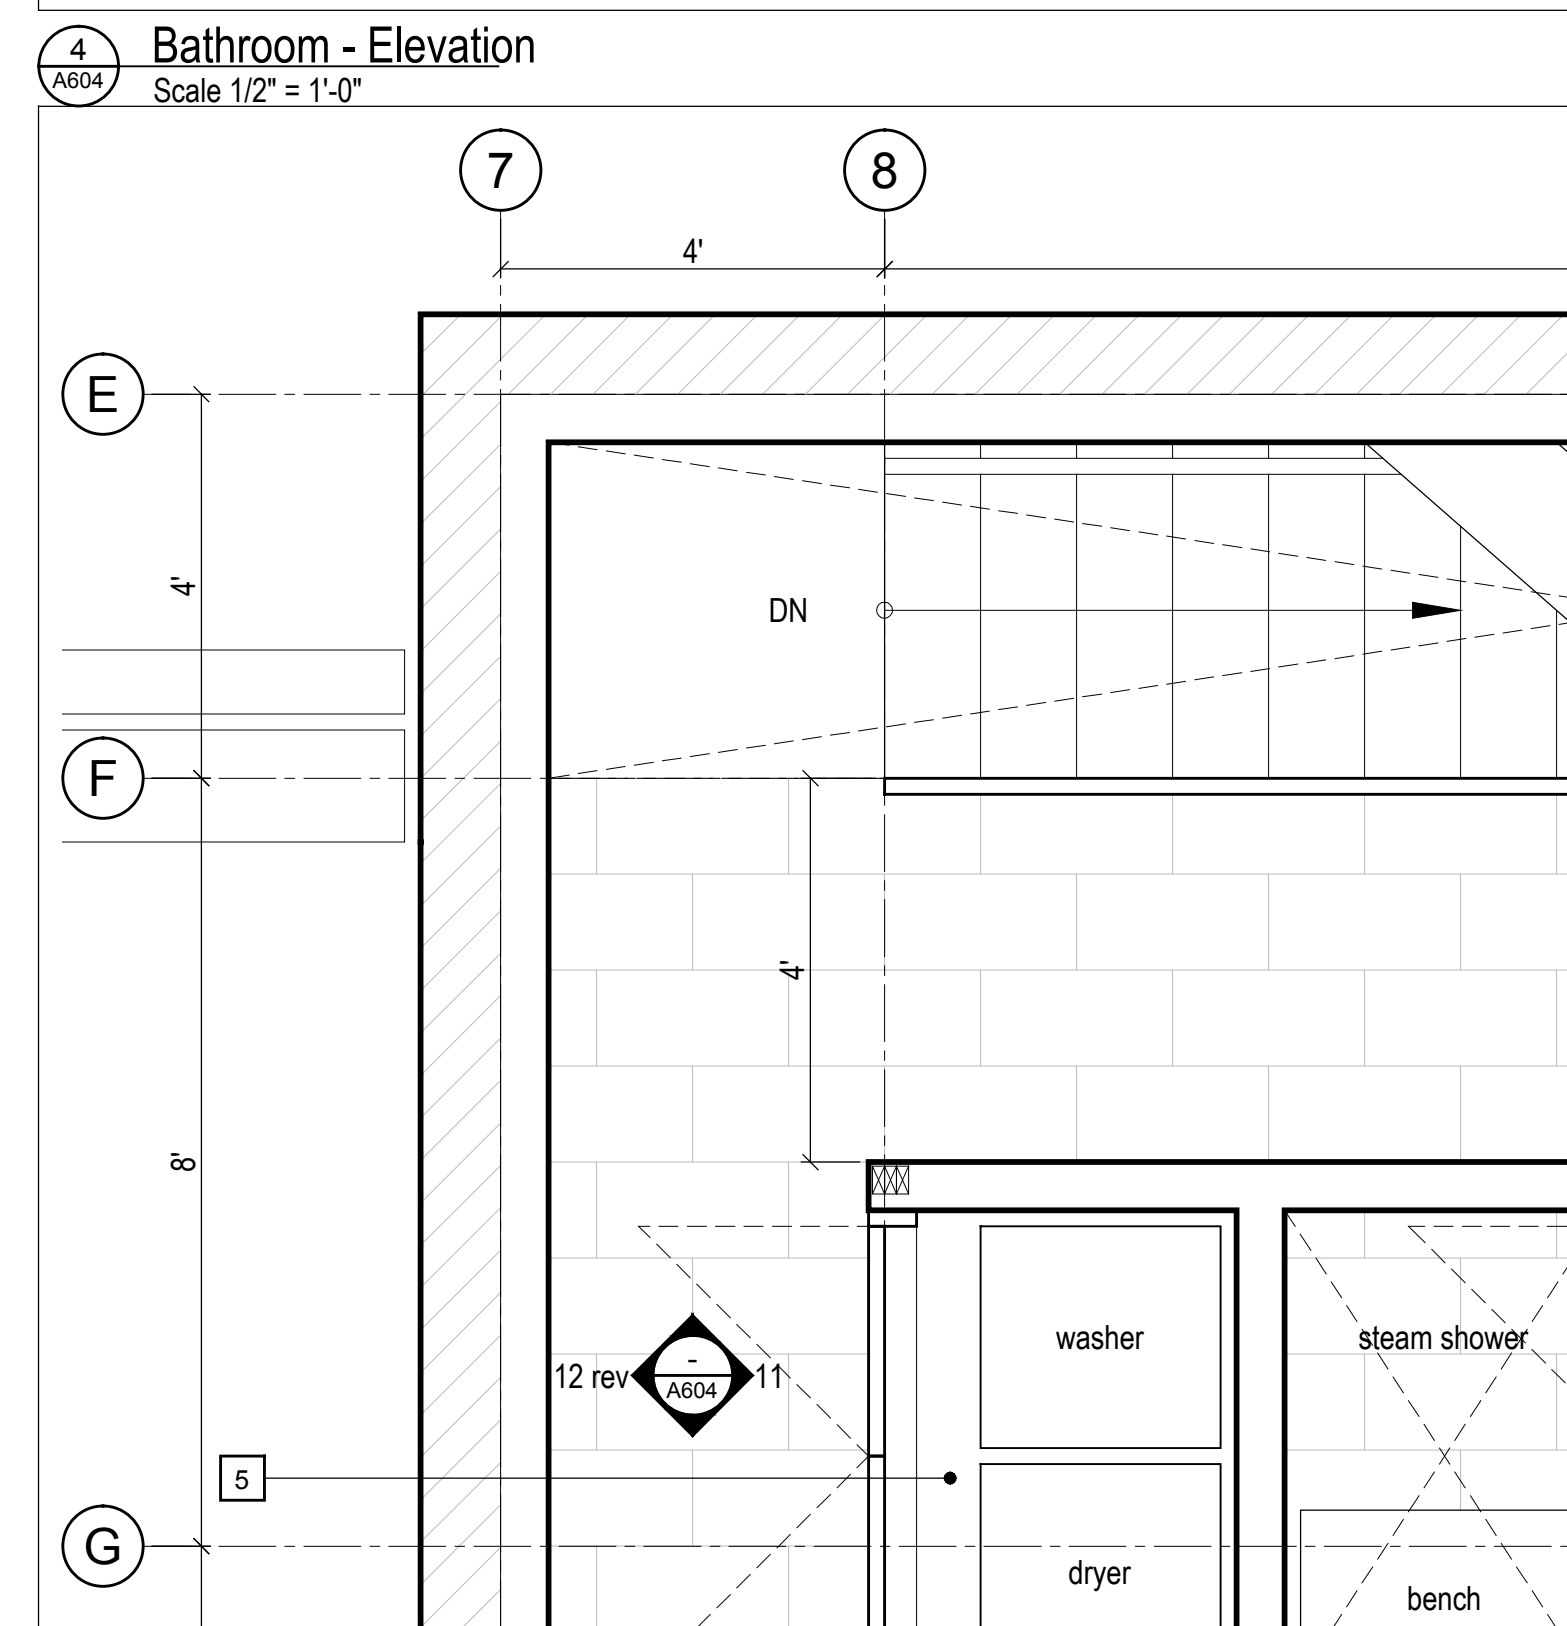 4
A604
Bathroom - Elevation
Scale 1/2" = 1'-0"
7
8
4'
E
4'
DN
F
4'
8'
washer
steam shower
12 rev
-
A604
11
5
G
dryer
bench